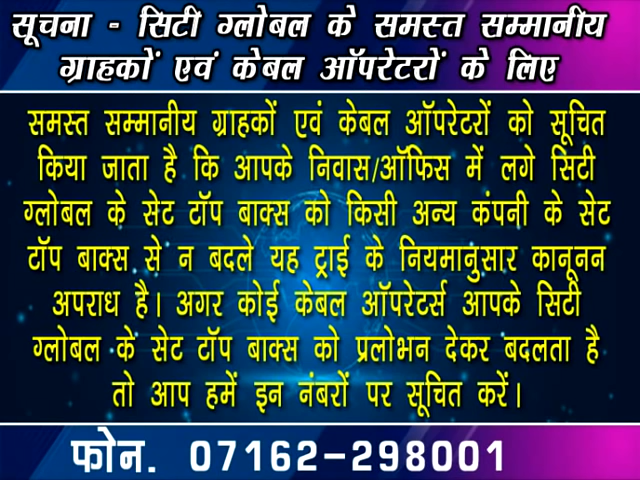 सूचना - सिटी ग्लोबल के समस्त सम्मानीय
ग्राहकों एवं केबल ऑपरेटरों के लिए
समस्त सम्मानीय ग्राहकों एवं केबल ऑपरेटरों को सूचित
किया जाता है कि आपके निवास/ऑफिस में लगे सिटी
ग्लोबल के सेट टॉप बाक्स को किसी अन्य कंपनी के सेट
टॉप बाक्स से न बदले यह ट्राई के नियमानुसार कानूनन
अपराध है। अगर कोई केबल ऑपरेटर्स आपके सिटी
ग्लोबल के सेट टॉप बाक्स को प्रलोभन देकर बदलता है
तो आप हमें इन नंबरों पर सूचित करें।
फोन. 07162-298001